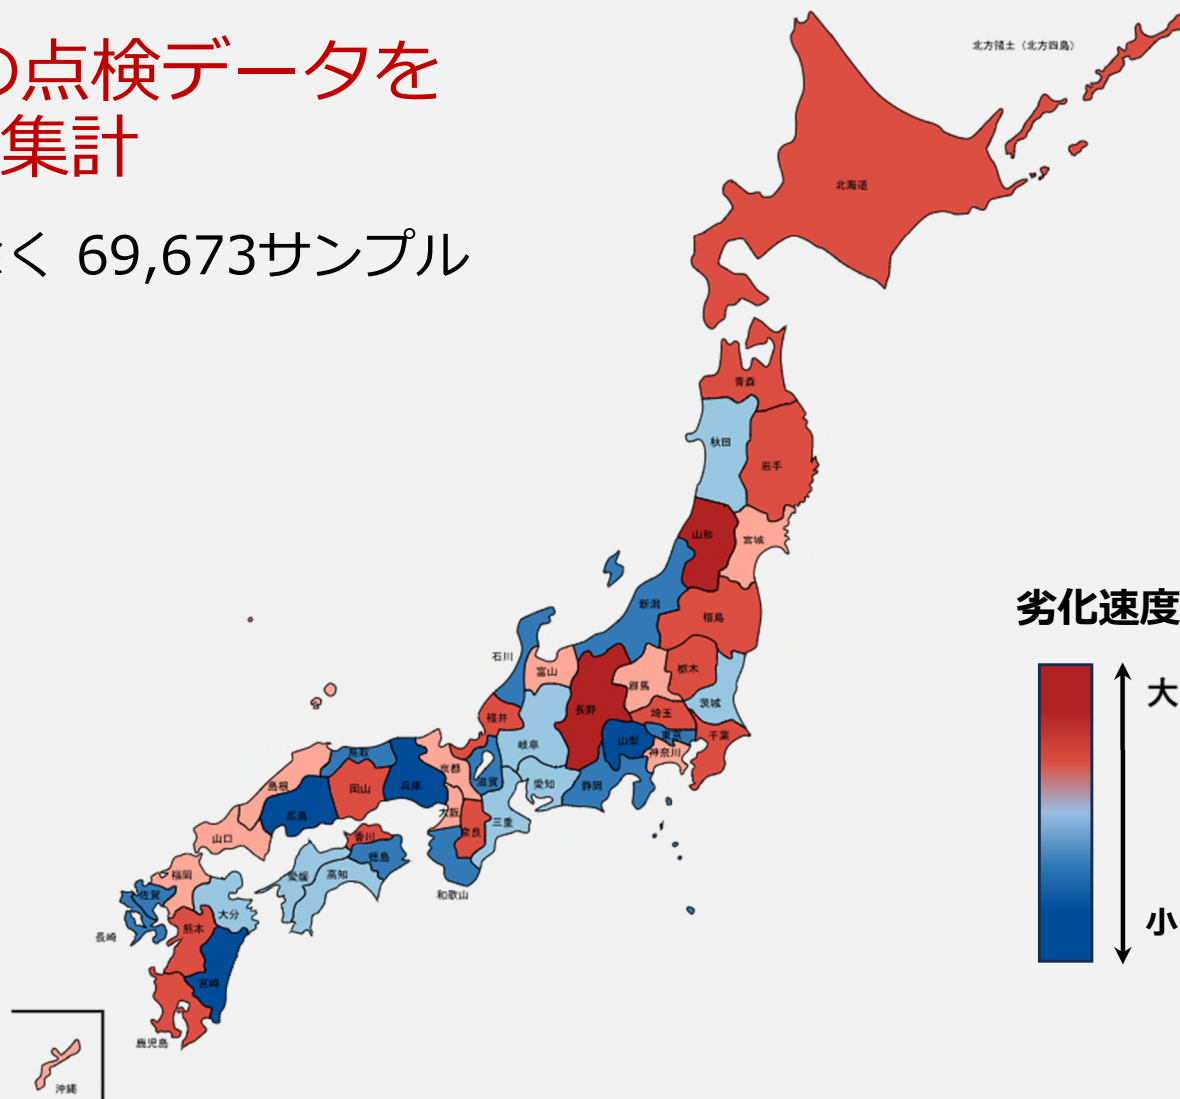 の点検データを
集計
なく 69,673サンプル
北方領土（北方四島）
北海道
青森
秋田
岩手
山形
宮城
新潟
福島
石川
富山
群馬
栃木
茨城
長野
埼玉
福井
岐阜
山梨
東京
千葉
神奈川
鳥取
京都
滋賀
愛知
静岡
島根
岡山
兵庫
広島
大阪
三重
山口
香川
奈良
徳島
和歌山
福岡
愛媛
高知
佐賀
大分
長崎
熊本
宮崎
鹿児島
沖縄
劣化速度
大
小